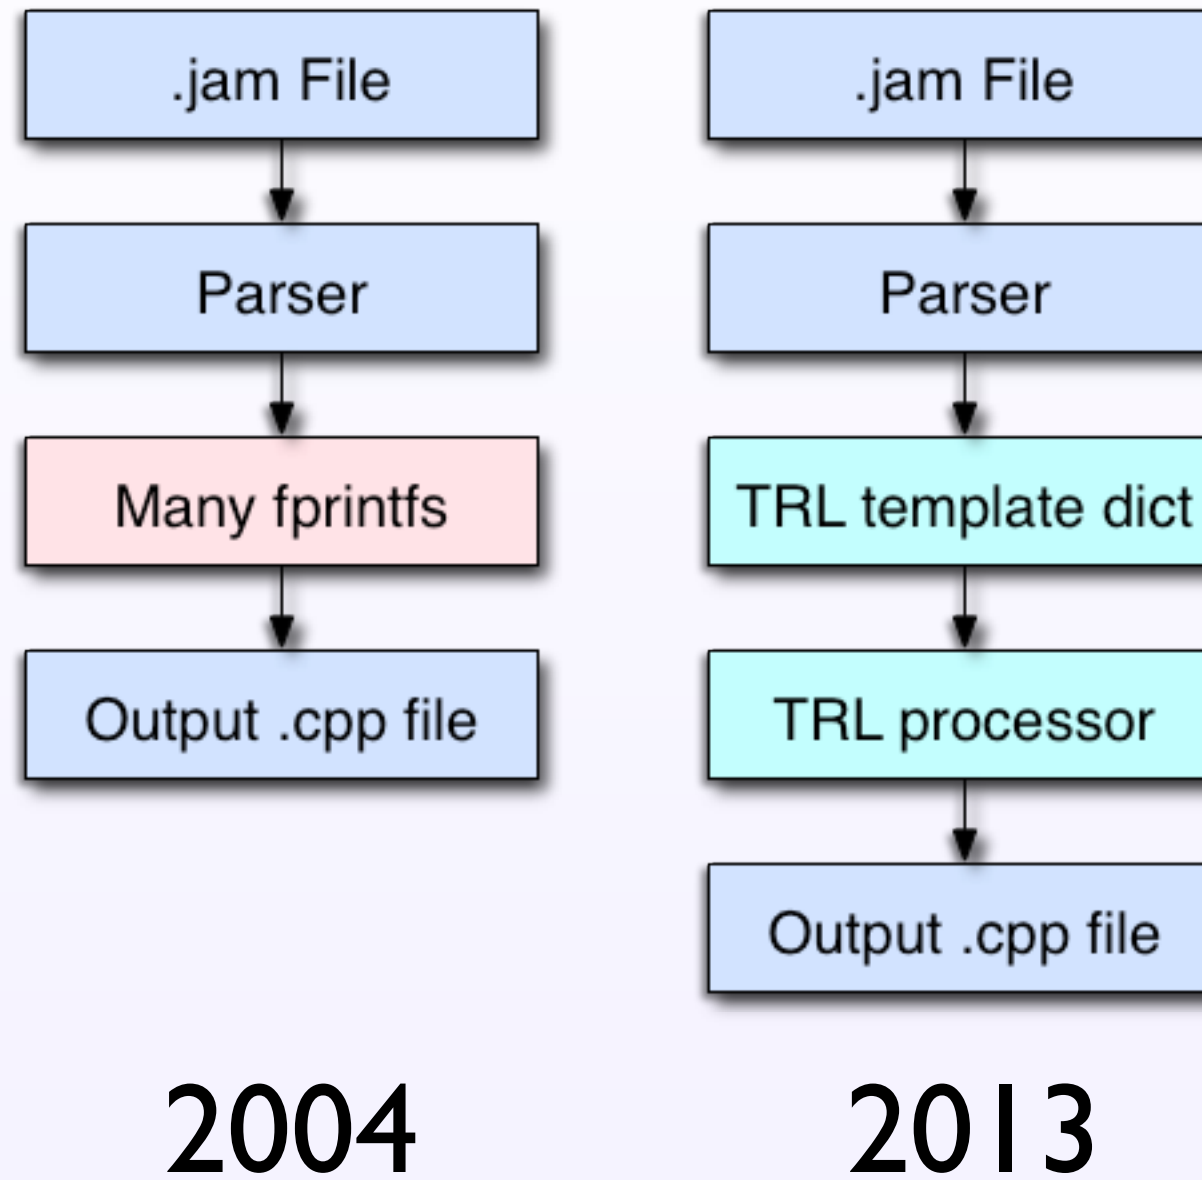 .jam File
Parser
Many fprintfs
Output .cpp file
2004
.jam File
Parser
TRL template dict
TRL processor
Output .cpp file
2013